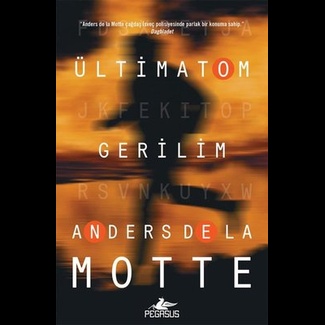 "Anders de la Motte çağdaş İsveç polisiyesinde parlak bir konuma sahip."
Dagbladet
ÜLTİMATOM
JKFEKITOP
GERİLİM
RSVNKUYXW
ANDERS DE LA
MOTTE
PEGASUS